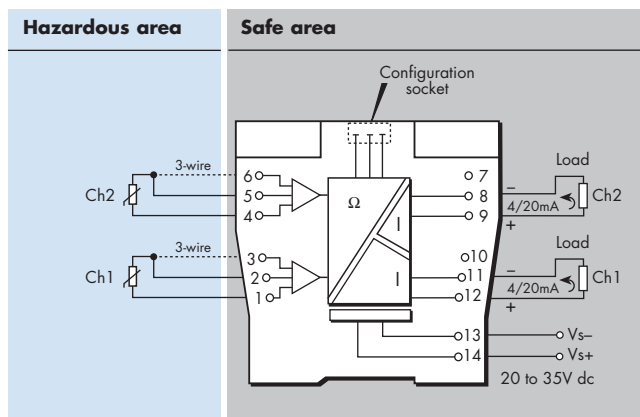 Hazardous area
Safe area
Configuration
socket
3-wire
6
5
4
Ch2
3-wire
3
2
1
Ch1
Ω
I
I
7
8
9
10
11
12
13
14
Load
–
4/20mA
+
Ch2
Load
–
4/20mA
+
Ch1
Vs–
Vs+
20 to 35V dc